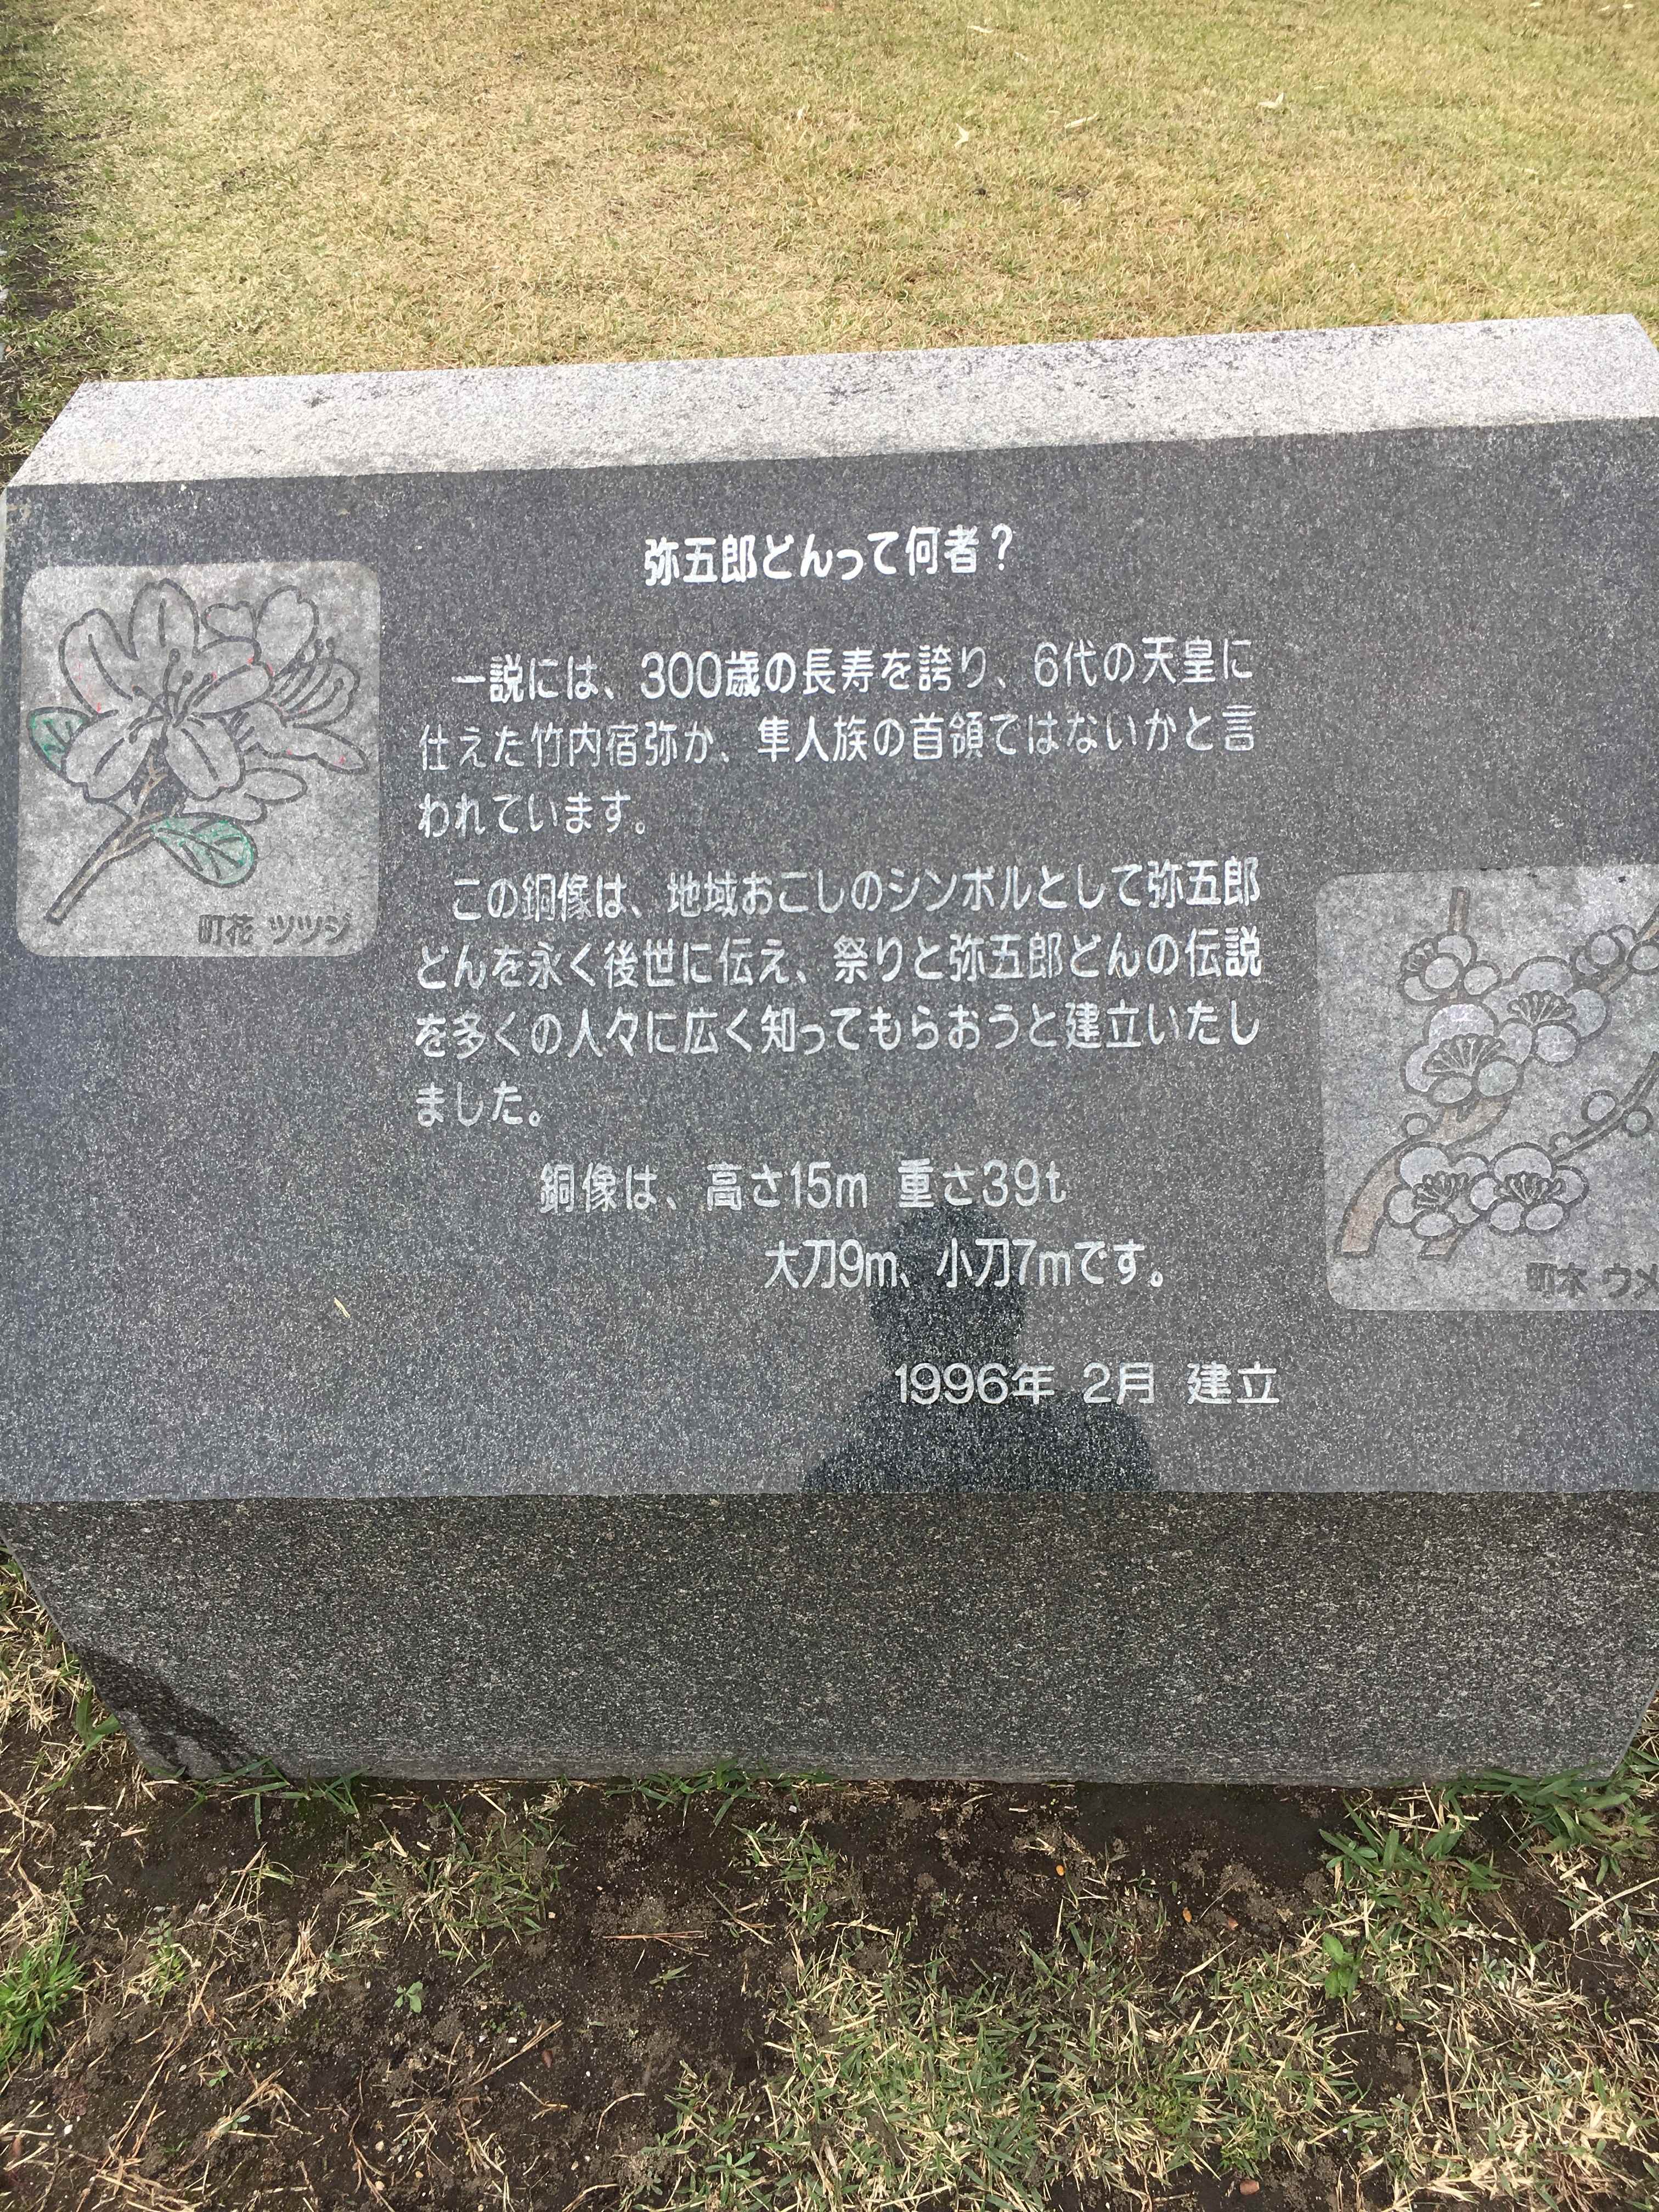 弥五郎どんって何者？
一説には、300歳の長寿を誇り、6代の天皇に
仕えた竹内宿弥か、隼人族の首領ではないかと言
われています。
この銅像は、地域おこしのシンボルとして弥五郎
どんを永く後世に伝え、祭りと弥五郎どんの伝説
を多くの人々に広く知ってもらおうと建立いたし
ました。
銅像は、高さ15m 重さ39t
大刀9m、小刀7mです。
1996年 2月 建立
町花 ツツジ
町木 ウメ